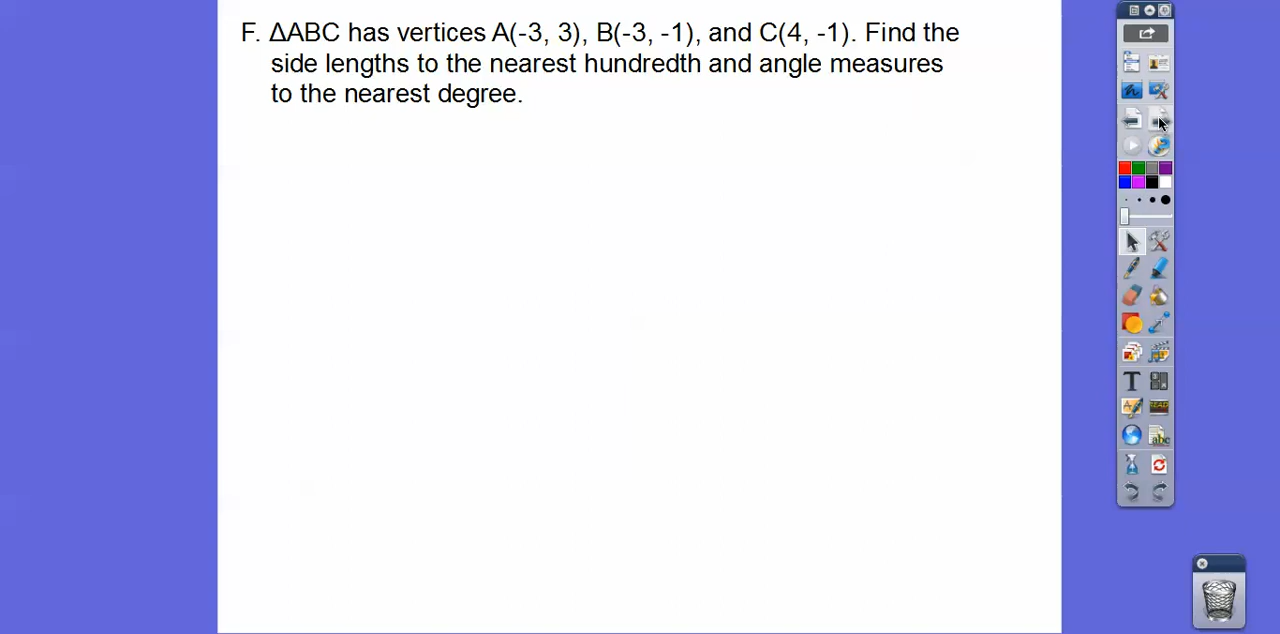 F. ΔABC has vertices A(-3, 3), B(-3, -1), and C(4, -1). Find the
side lengths to the nearest hundredth and angle measures
to the nearest degree.
T
abc